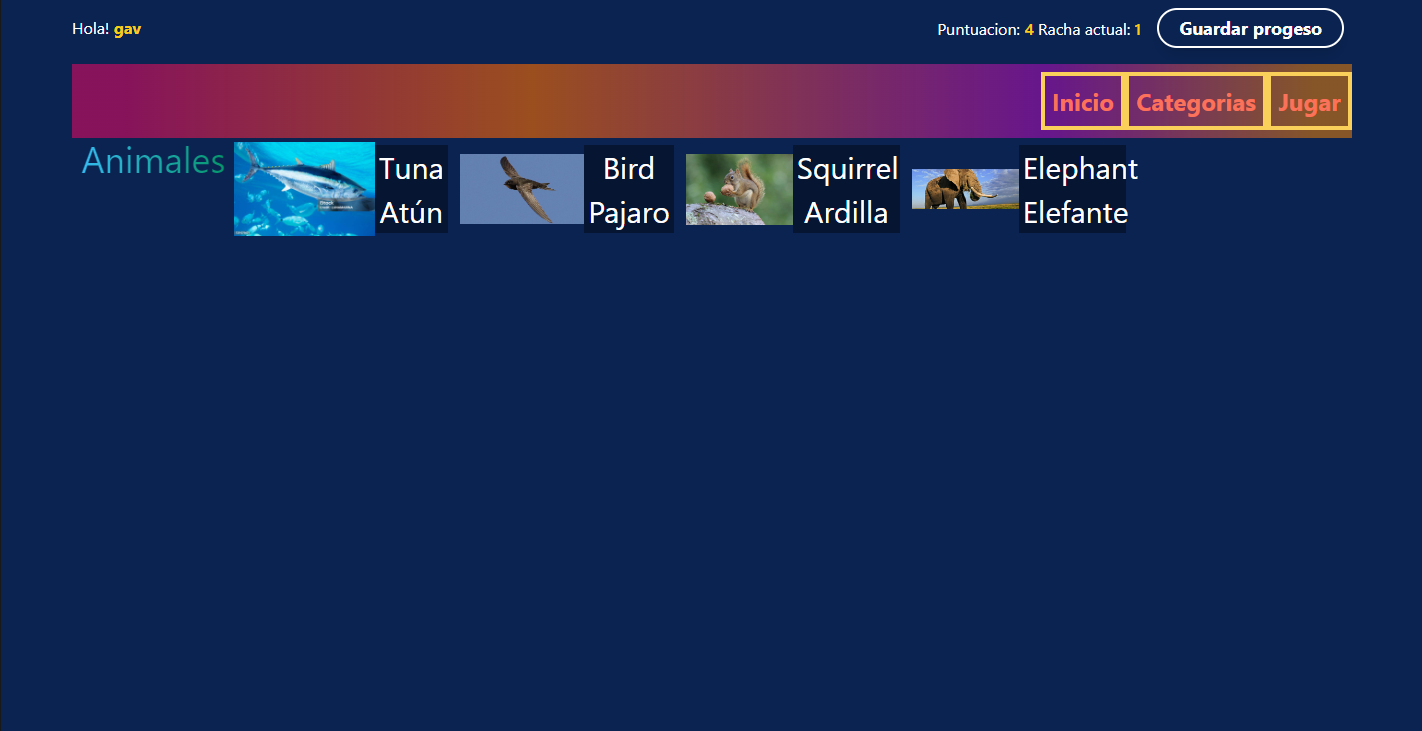 Hola! gav
Puntuacion: 4 Racha actual: 1
Guardar progeso
Inicio
Categorias
Jugar
Animales
Tuna
Atún
Bird
Pajaro
Squirrel
Ardilla
Elephant
Elefante
iStock